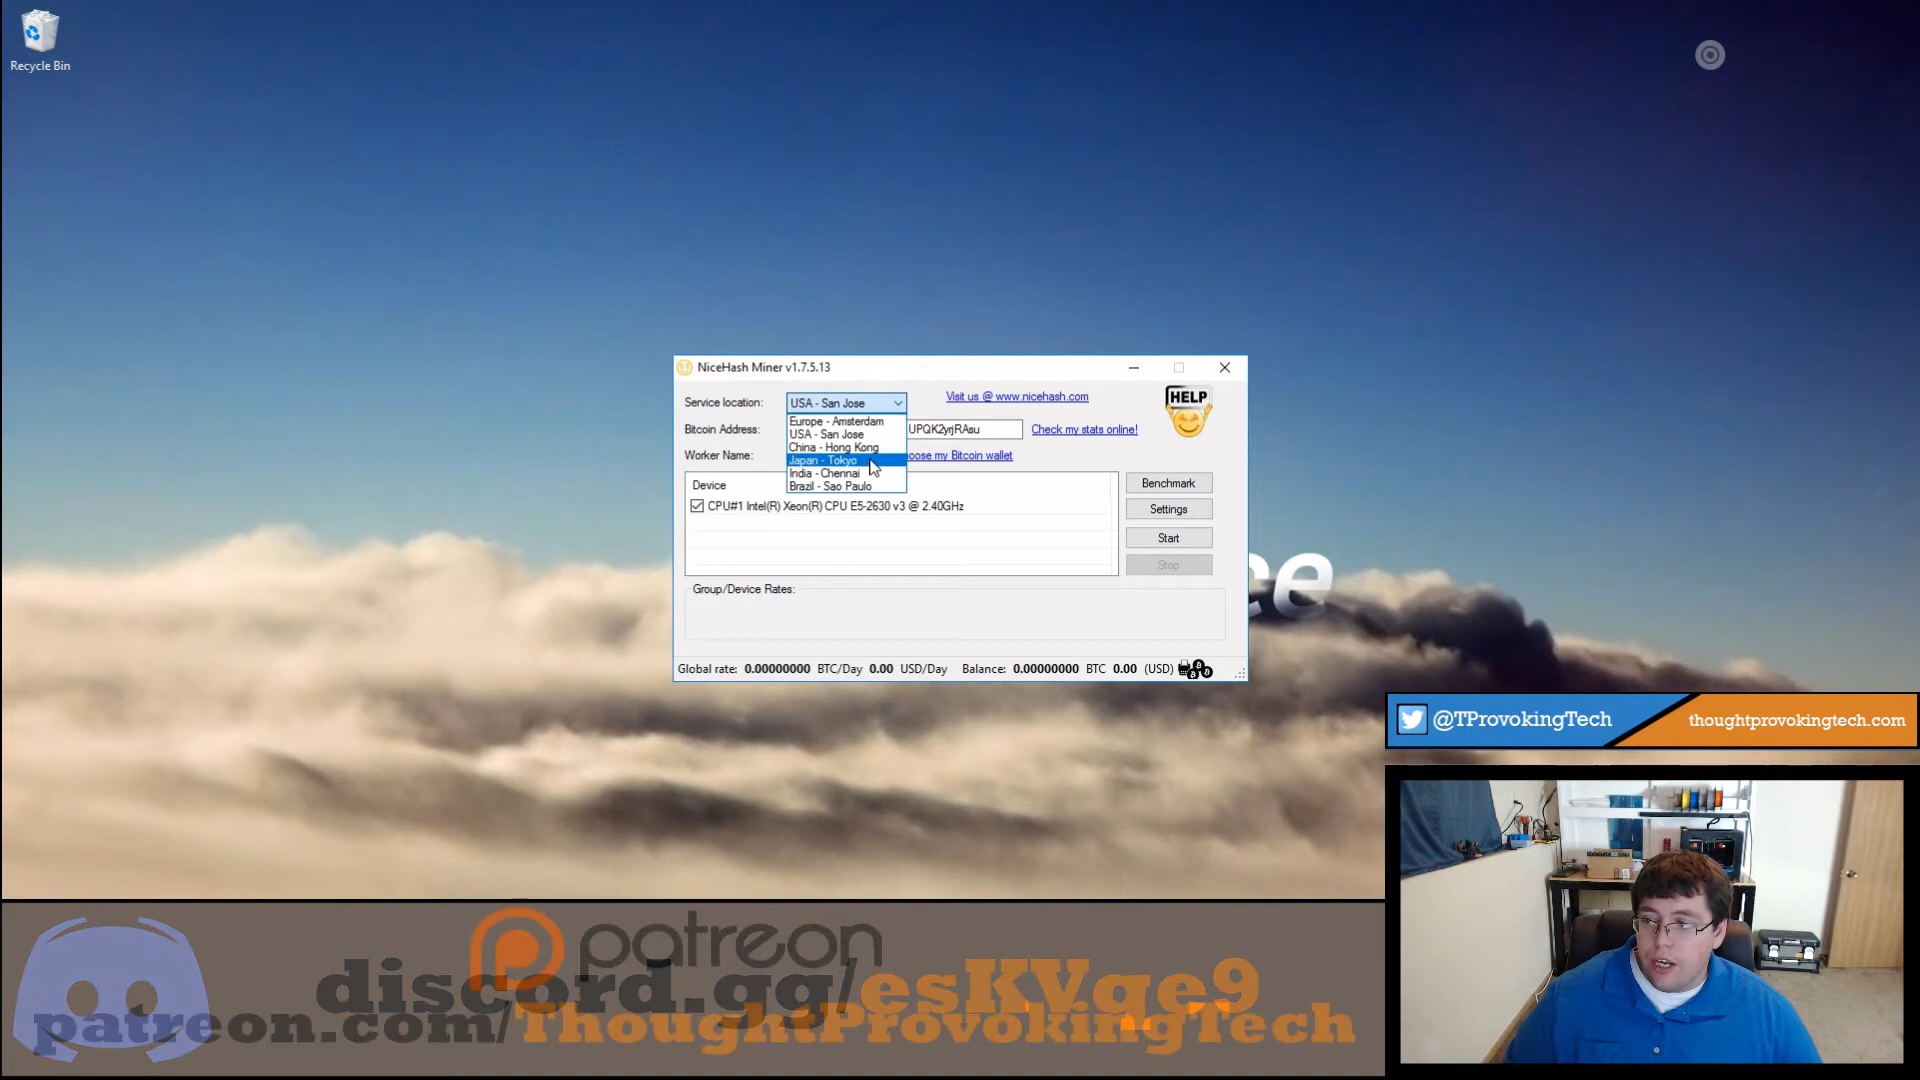 Recycle Bin
NiceHash Miner v1.7.5.13
Service location:
USA - San Jose
Visit us @ www.nicehash.com
HELP
Europe - Amsterdam
USA - San Jose
China - Hong Kong
Japan - Tokyo
India - Chennai
Brazil - Sao Paulo
Bitcoin Address:
UPQK2yrjRAsu
Check my stats online!
Worker Name:
oose my Bitcoin wallet
Device
CPU#1 Intel(R) Xeon(R) CPU E5-2630 v3 @ 2.40GHz
Benchmark
Settings
Start
Stop
Group/Device Rates:
Global rate: 0.00000000 BTC/Day 0.00 USD/Day Balance: 0.00000000 BTC 0.00 (USD)
@TProvokingTech
thoughtprovokingtech.com
patreon
discord.gg/esKVqe9
patreon.com/ThoughtProvokingTech